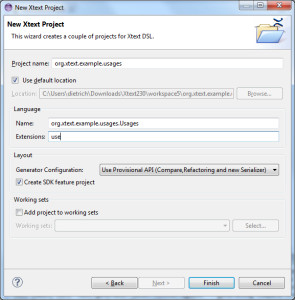 New Xtext Project
New Xtext Project
This wizard creates a couple of projects for Xtext DSL.
Project name: org.xtext.example.usages
Use default location
Location: C:\Users\dietrich\Downloads\Xtext230\workspace5\org.xtext.example.
Browse...
Language
Name: org.xtext.example.usages.Usages
Extensions: use
Layout
Generator Configuration: Use Provisional API (Compare,Refactoring and new Serializer)
Create SDK feature project
Working sets
Add project to working sets
Working sets: Select...
< Back Next > Finish Cancel